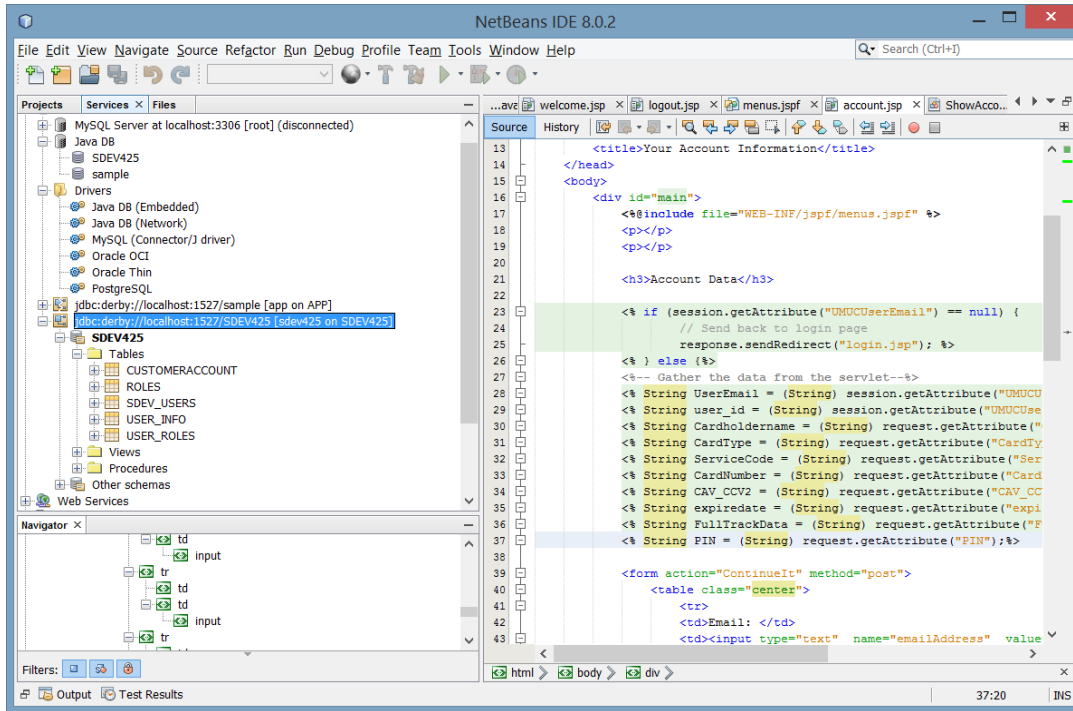 NetBeans IDE 8.0.2
File Edit View Navigate Source Refactor Run Debug Profile Team Tools Window Help
Search (Ctrl+I)
Projects Services Files
MySQL Server at localhost:3306 [root] (disconnected)
Java DB
SDEV425
sample
Drivers
Java DB (Embedded)
Java DB (Network)
MySQL (Connector/J driver)
Oracle OCI
Oracle Thin
PostgreSQL
jdbc:derby://localhost:1527/sample [app on APP]
jdbc:derby://localhost:1527/SDEV425 [sdev425 on SDEV425]
SDEV425
Tables
CUSTOMERACCOUNT
ROLES
SDEV_USERS
USER_INFO
USER_ROLES
Views
Procedures
Other schemas
Web Services
Navigator
td
input
tr
td
td
input
tr
Filters:
...ava welcome.jsp logout.jsp menus.jspf account.jsp ShowAcco...
Source History
13 <title>Your Account Information</title>
14 </head>
15 <body>
16 <div id="main">
17 <%@include file="WEB-INF/jspf/menus.jspf" %>
18 <p></p>
19 <p></p>
20
21 <h3>Account Data</h3>
22
23 <% if (session.getAttribute("UMUCUserEmail") == null) {
24 // Send back to login page
25 response.sendRedirect("login.jsp"); %>
26 <% } else {%>
27 <%-- Gather the data from the servlet--%>
28 <% String UserEmail = (String) session.getAttribute("UMUCU
29 <% String user_id = (String) session.getAttribute("UMUCUse
30 <% String Cardholdername = (String) request.getAttribute("
31 <% String CardType = (String) request.getAttribute("CardTy
32 <% String ServiceCode = (String) request.getAttribute("Ser
33 <% String CardNumber = (String) request.getAttribute("Card
34 <% String CAV_CCV2 = (String) request.getAttribute("CAV_CC
35 <% String expiredate = (String) request.getAttribute("expi
36 <% String FullTrackData = (String) request.getAttribute("F
37 <% String PIN = (String) request.getAttribute("PIN");%>
38
39 <form action="ContinueIt" method="post">
40 <table class="center">
41 <tr>
42 <td>Email: </td>
43 <td><input type="text" name="emailAddress" value
html body div
Output Test Results
37:20 INS